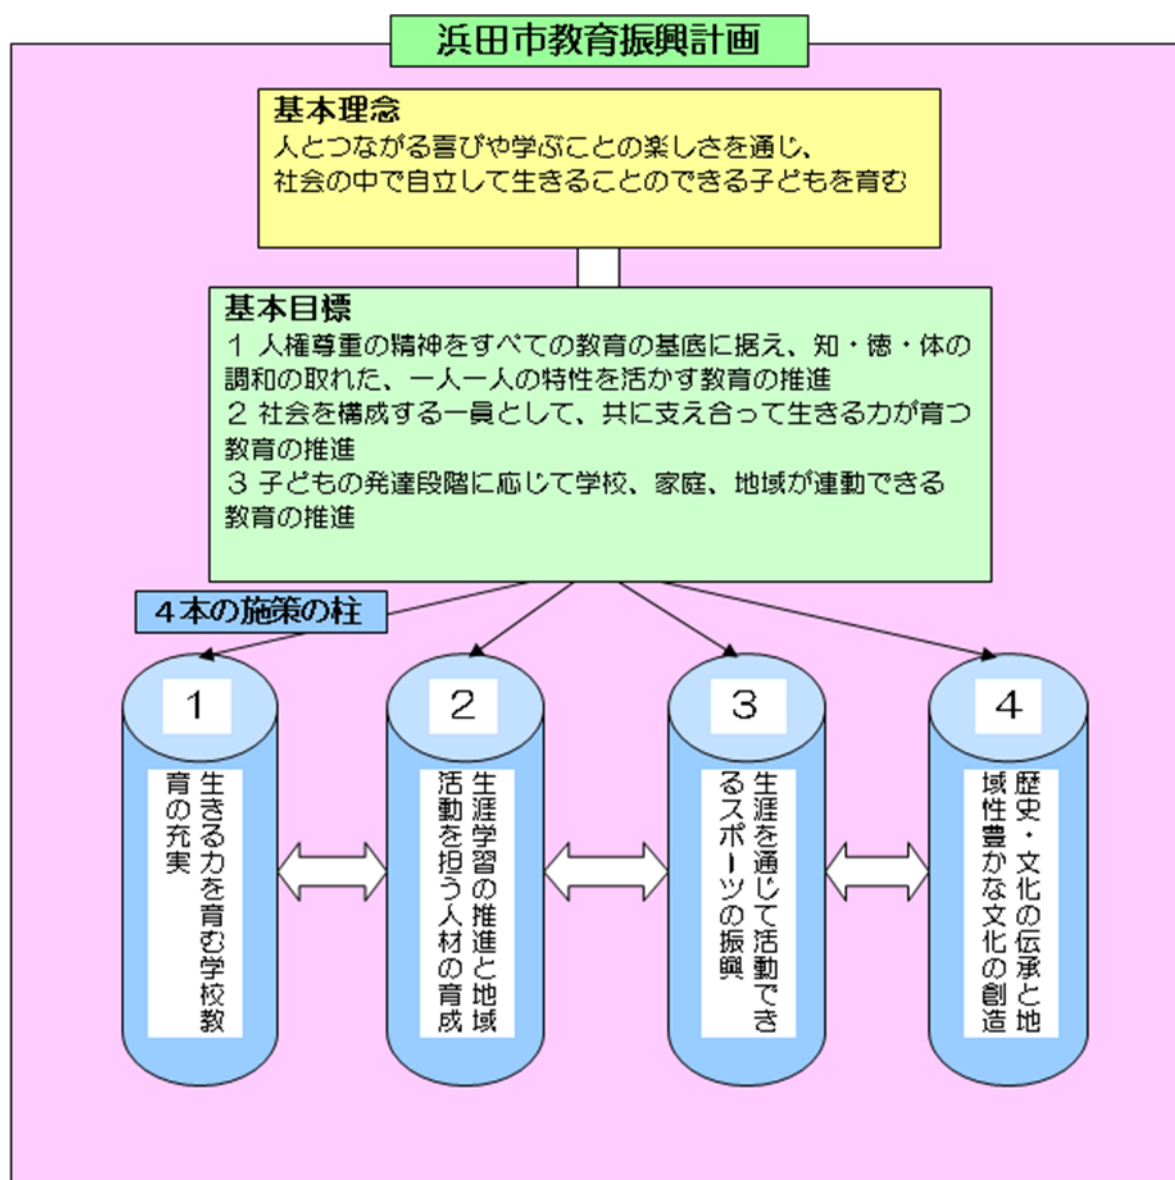 浜田市教育振興計画
基本理念
人とつながる喜びや学ぶことの楽しさを通じ、
社会の中で自立して生きることのできる子どもを育む
基本目標
1 人権尊重の精神をすべての教育の基底に据え、知・徳・体の
調和の取れた、一人一人の特性を活かす教育の推進
2 社会を構成する一員として、共に支え合って生きる力が育つ
教育の推進
3 子どもの発達段階に応じて学校、家庭、地域が連動できる
教育の推進
4本の施策の柱
1
生きる力を育む学校教
育の充実
2
生涯学習の推進と地域
活動を担う人材の育成
3
生涯を通じて活動でき
るスポーツの振興
4
歴史・文化の伝承と地
域性豊かな文化の創造